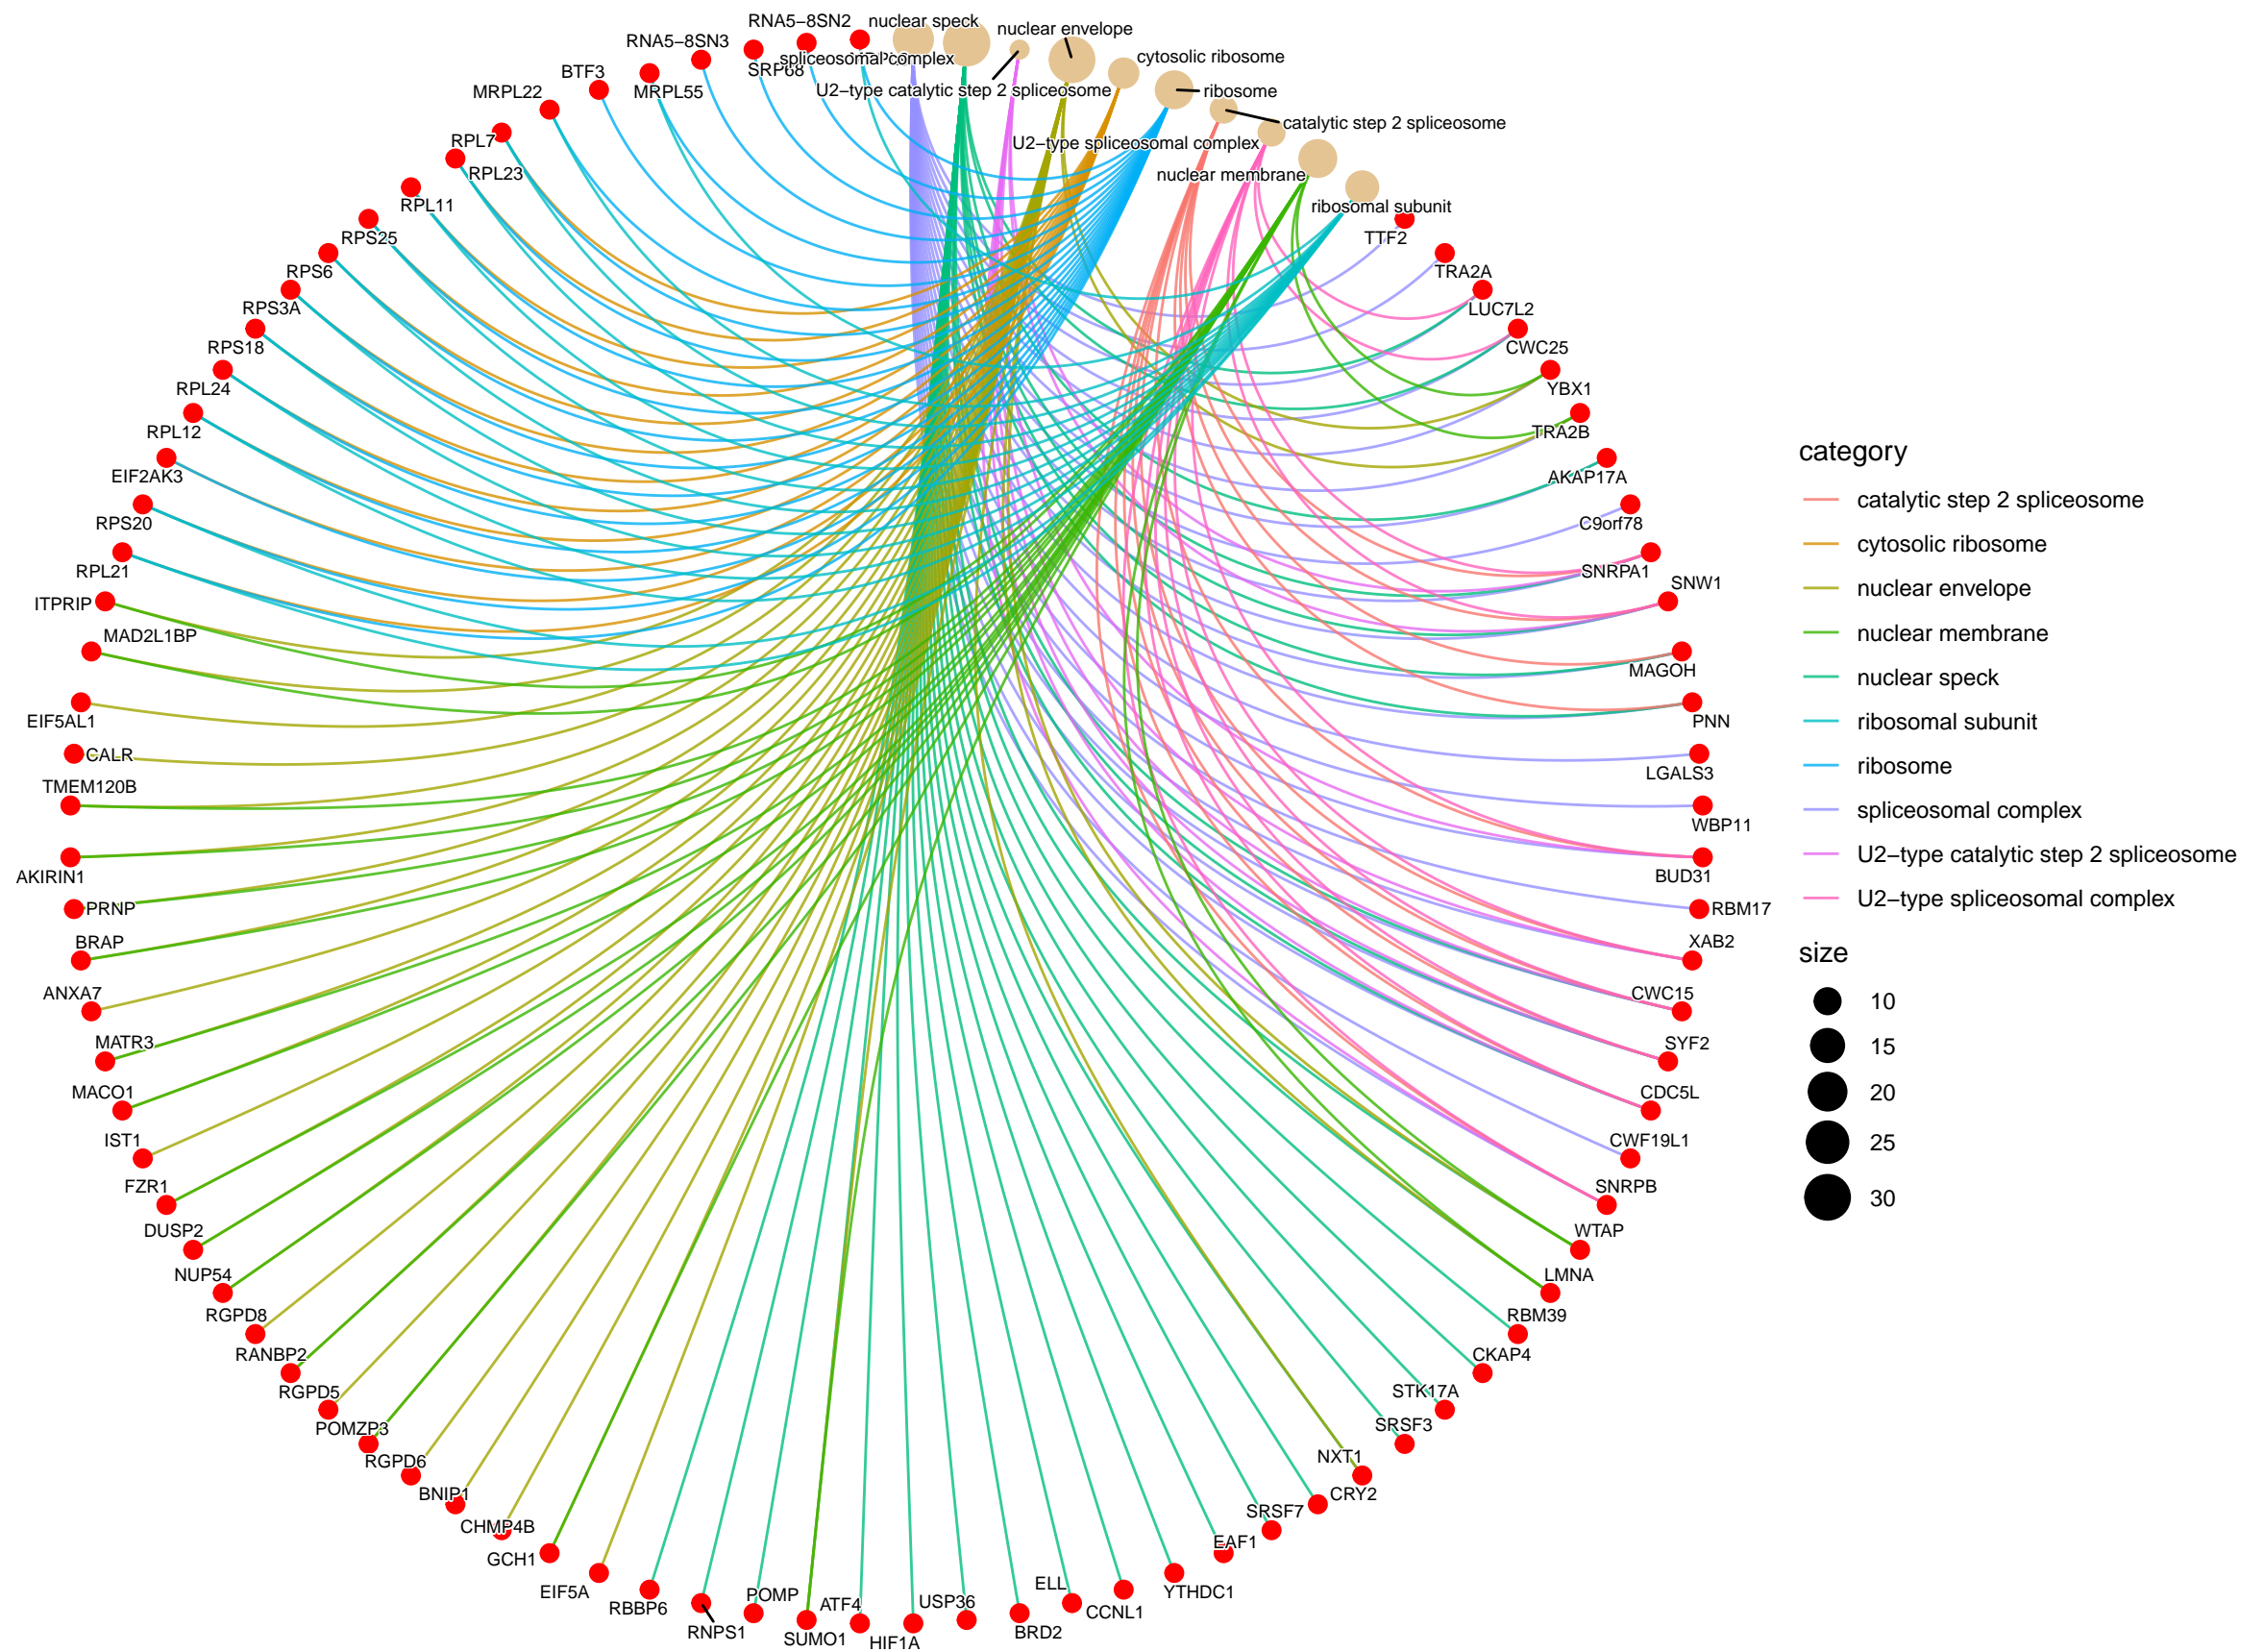 RNA5−8SN2
nuclear speck
nuclear envelope
RNA5−8SN3
spliceosomal complex
cytosolic ribosome
SRP68
BTF3
MRPL55
U2−type catalytic step 2 spliceosome
ribosome
MRPL22
catalytic step 2 spliceosome
RPL7
U2−type spliceosomal complex
RPL23
nuclear membrane
RPL11
ribosomal subunit
RPS25
TTF2
RPS6
TRA2A
RPS3A
LUC7L2
RPS18
CWC25
RPL24
YBX1
RPL12
TRA2B
EIF2AK3
AKAP17A
RPS20
C9orf78
RPL21
SNRPA1
ITPRIP
SNW1
MAD2L1BP
MAGOH
EIF5AL1
PNN
CALR
LGALS3
TMEM120B
WBP11
AKIRIN1
BUD31
PRNP
RBM17
BRAP
XAB2
ANXA7
CWC15
MATR3
SYF2
MACO1
CDC5L
IST1
CWF19L1
FZR1
SNRPB
DUSP2
WTAP
NUP54
LMNA
RGPD8
RBM39
RANBP2
CKAP4
RGPD5
STK17A
POMZP3
SRSF3
RGPD6
NXT1
BNIP1
CRY2
CHMP4B
SRSF7
GCH1
EAF1
EIF5A
YTHDC1
RBBP6
CCNL1
RNPS1
ELL
POMP
BRD2
SUMO1
ATF4
HIF1A
USP36
category
catalytic step 2 spliceosome
cytosolic ribosome
nuclear envelope
nuclear membrane
nuclear speck
ribosomal subunit
ribosome
spliceosomal complex
U2−type catalytic step 2 spliceosome
U2−type spliceosomal complex
size
10
15
20
25
30